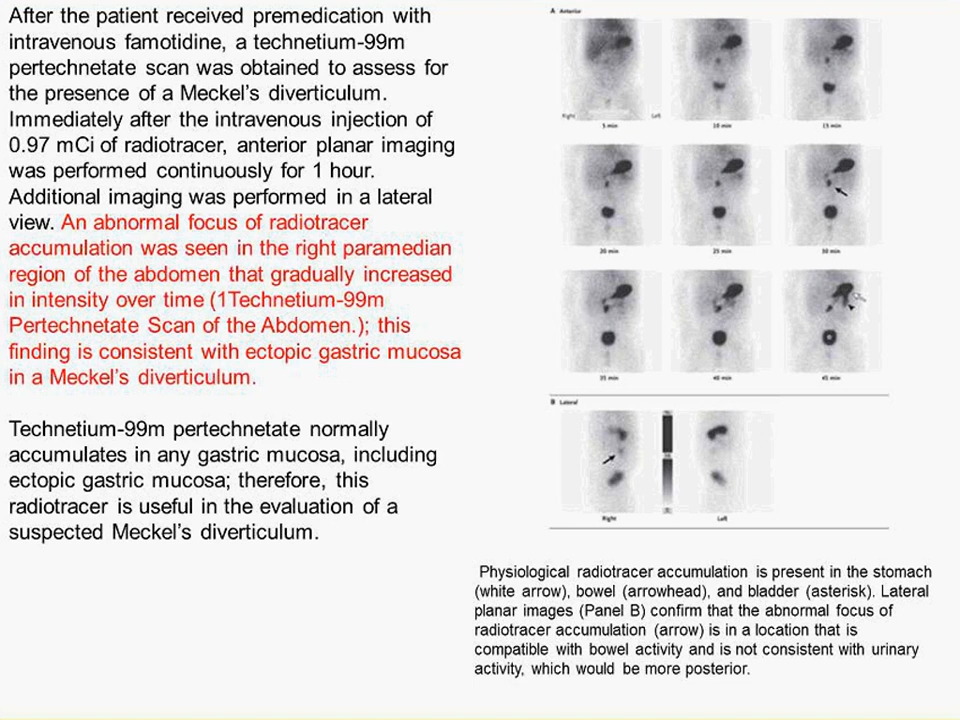 After the patient received premedication with
intravenous famotidine, a technetium-99m
pertechnetate scan was obtained to assess for
the presence of a Meckel's diverticulum.
Immediately after the intravenous injection of
0.97 mCi of radiotracer, anterior planar imaging
was performed continuously for 1 hour.
Additional imaging was performed in a lateral
view. An abnormal focus of radiotracer
accumulation was seen in the right paramedian
region of the abdomen that gradually increased
in intensity over time (1Technetium-99m
Pertechnetate Scan of the Abdomen.); this
finding is consistent with ectopic gastric mucosa
in a Meckel's diverticulum.
Technetium-99m pertechnetate normally
accumulates in any gastric mucosa, including
ectopic gastric mucosa; therefore, this
radiotracer is useful in the evaluation of a
suspected Meckel's diverticulum.
A Anterior
Right Left
5 min 10 min 15 min
20 min 25 min 30 min
35 min 40 min 45 min
B Lateral
Right Left
Physiological radiotracer accumulation is present in the stomach
(white arrow), bowel (arrowhead), and bladder (asterisk). Lateral
planar images (Panel B) confirm that the abnormal focus of
radiotracer accumulation (arrow) is in a location that is
compatible with bowel activity and is not consistent with urinary
activity, which would be more posterior.